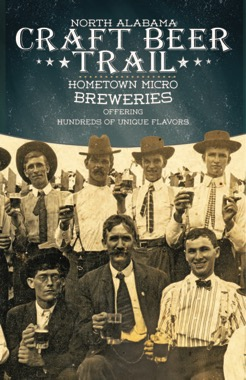 NORTH ALABAMA
CRAFT BEER
TRAIL
HOMETOWN MICRO
BREWERIES
OFFERING
HUNDREDS OF UNIQUE FLAVORS.